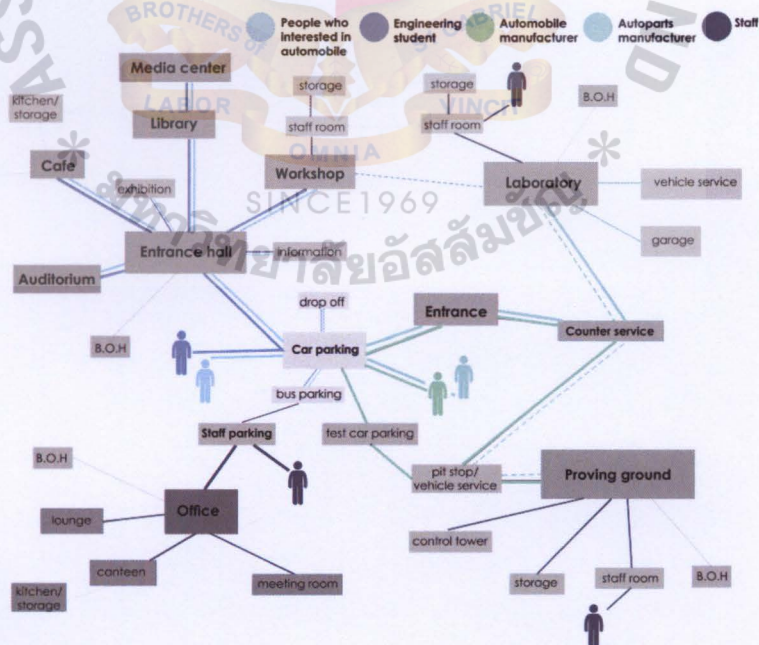 People who
interested in
automobile
Engineering
student
Automobile
manufacturer
Autoparts
manufacturer
Staff
BROTHERS OF
ST GABRIEL
Media center
storage
storage
B.O.H
kitchen/
storage
LABOR
VINCIT
Library
staff room
staff room
OMNIA
Cafe
Workshop
Laboratory
vehicle service
exhibition
SINCE1969
Entrance hall
information
garage
Auditorium
drop off
Entrance
Counter service
B.O.H
Car parking
bus parking
Staff parking
test car parking
B.O.H
pit stop/
vehicle service
Proving ground
Office
lounge
control tower
canteen
meeting room
storage
staff room
B.O.H
kitchen/
storage